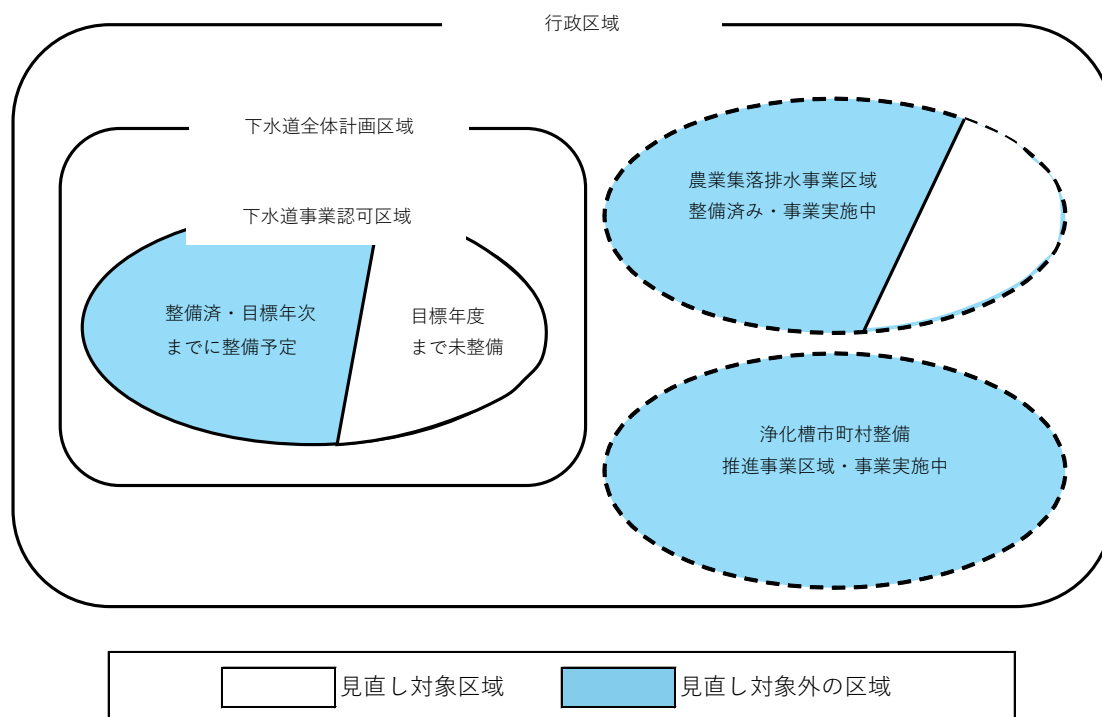 行政区域
下水道全体計画区域
下水道事業認可区域
整備済・目標年次
までに整備予定
目標年度
まで未整備
農業集落排水事業区域
整備済み・事業実施中
浄化槽市町村整備
推進事業区域・事業実施中
見直し対象区域
見直し対象外の区域